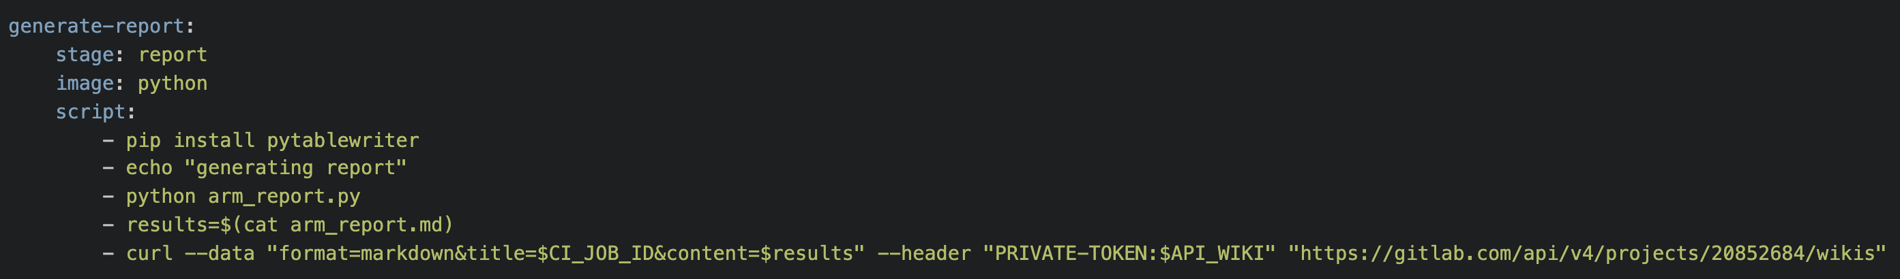 generate-report:
    stage: report
    image: python
    script:
        - pip install pytablewriter
        - echo "generating report"
        - python arm_report.py
        - results=$(cat arm_report.md)
        - curl --data "format=markdown&title=$CI_JOB_ID&content=$results" --header "PRIVATE-TOKEN:$API_WIKI" "https://gitlab.com/api/v4/projects/20852684/wikis"